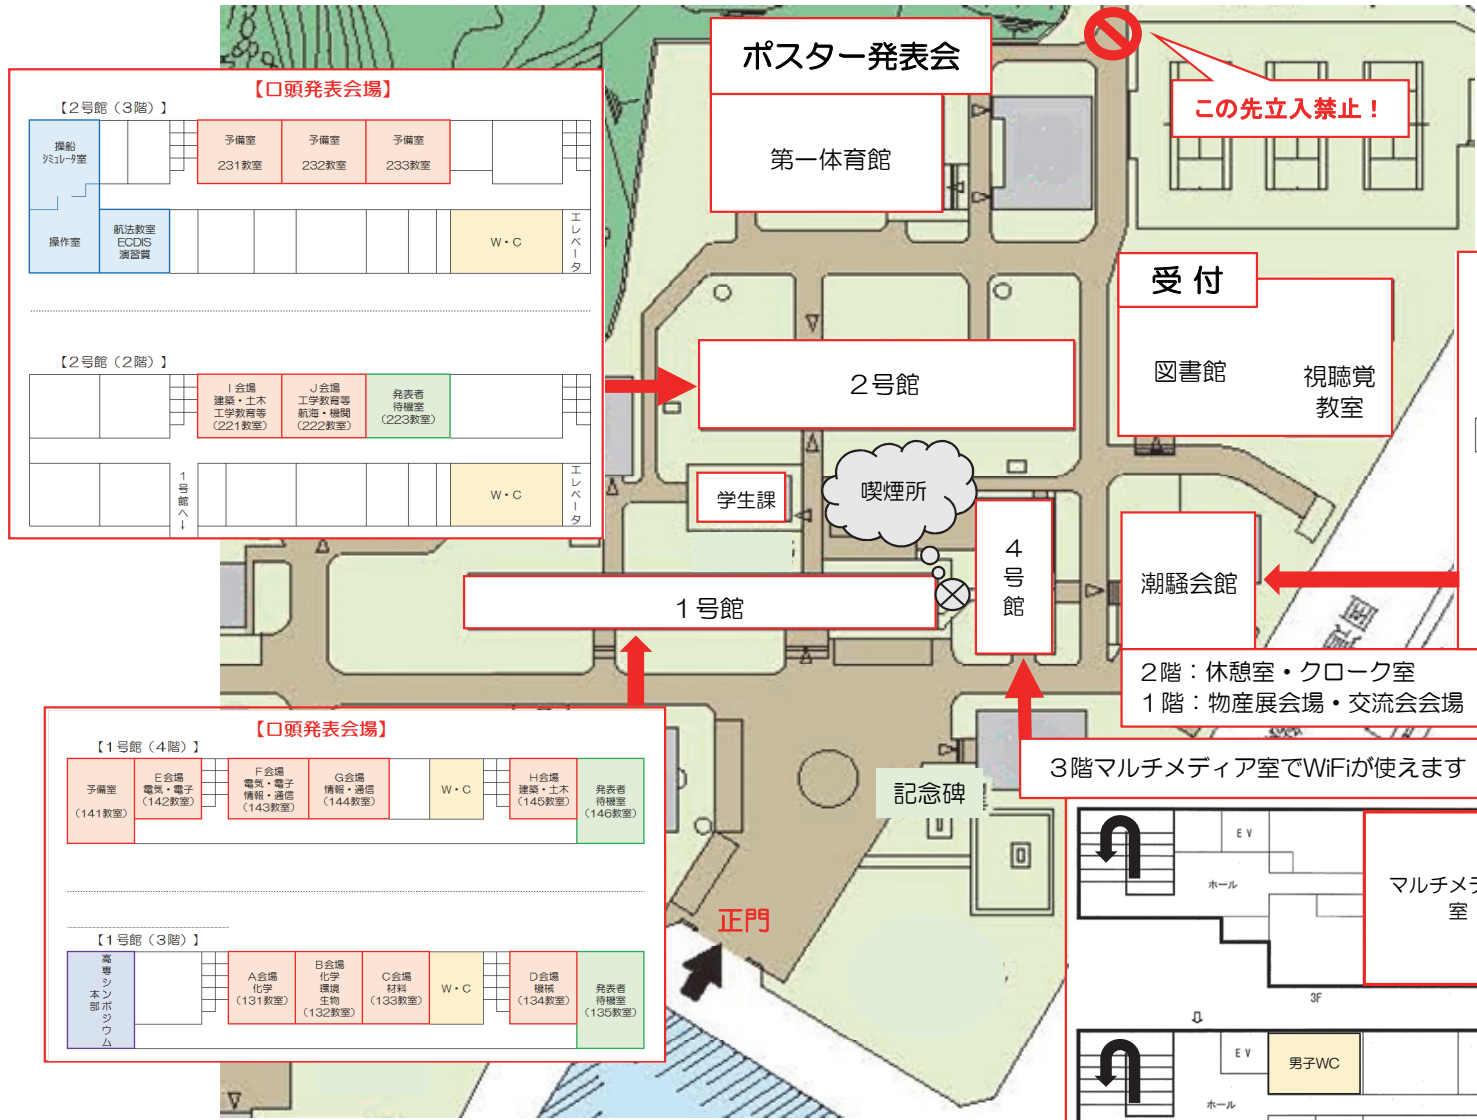 ポスター発表会
第一体育館
この先立入禁止！
【口頭発表会場】
【2号館（3階）】
操船
ｼﾐｭﾚｰﾀ室
予備室
231教室
予備室
232教室
予備室
233教室
操作室
航法教室
ECDIS
演習質
W・C
エレベータ
【2号館（2階）】
I会場
建築・土木
工学教育等
（221教室）
J会場
工学教育等
航海・機関
（222教室）
発表者
待機室
（223教室）
1号館へ↓
W・C
エレベータ
受 付
図書館
視聴覚
教室
2号館
学生課
喫煙所
4号館
1号館
潮騒会館
2階：休憩室・クローク室
1階：物産展会場・交流会会場
3階マルチメディア室でWiFiが使えます
記念碑
正門
【口頭発表会場】
【1号館（4階）】
予備室
（141教室）
E会場
電気・電子
（142教室）
F会場
電気・電子
情報・通信
（143教室）
G会場
情報・通信
（144教室）
W・C
H会場
建築・土木
（145教室）
発表者
待機室
（146教室）
【1号館（3階）】
高専シンポジウム
本部
A会場
化学
（131教室）
B会場
化学
環境
生物
（132教室）
C会場
材料
（133教室）
W・C
D会場
機械
（134教室）
発表者
待機室
（135教室）
EV
ホール
マルチメデ
室
3F
EV
男子WC
ホール